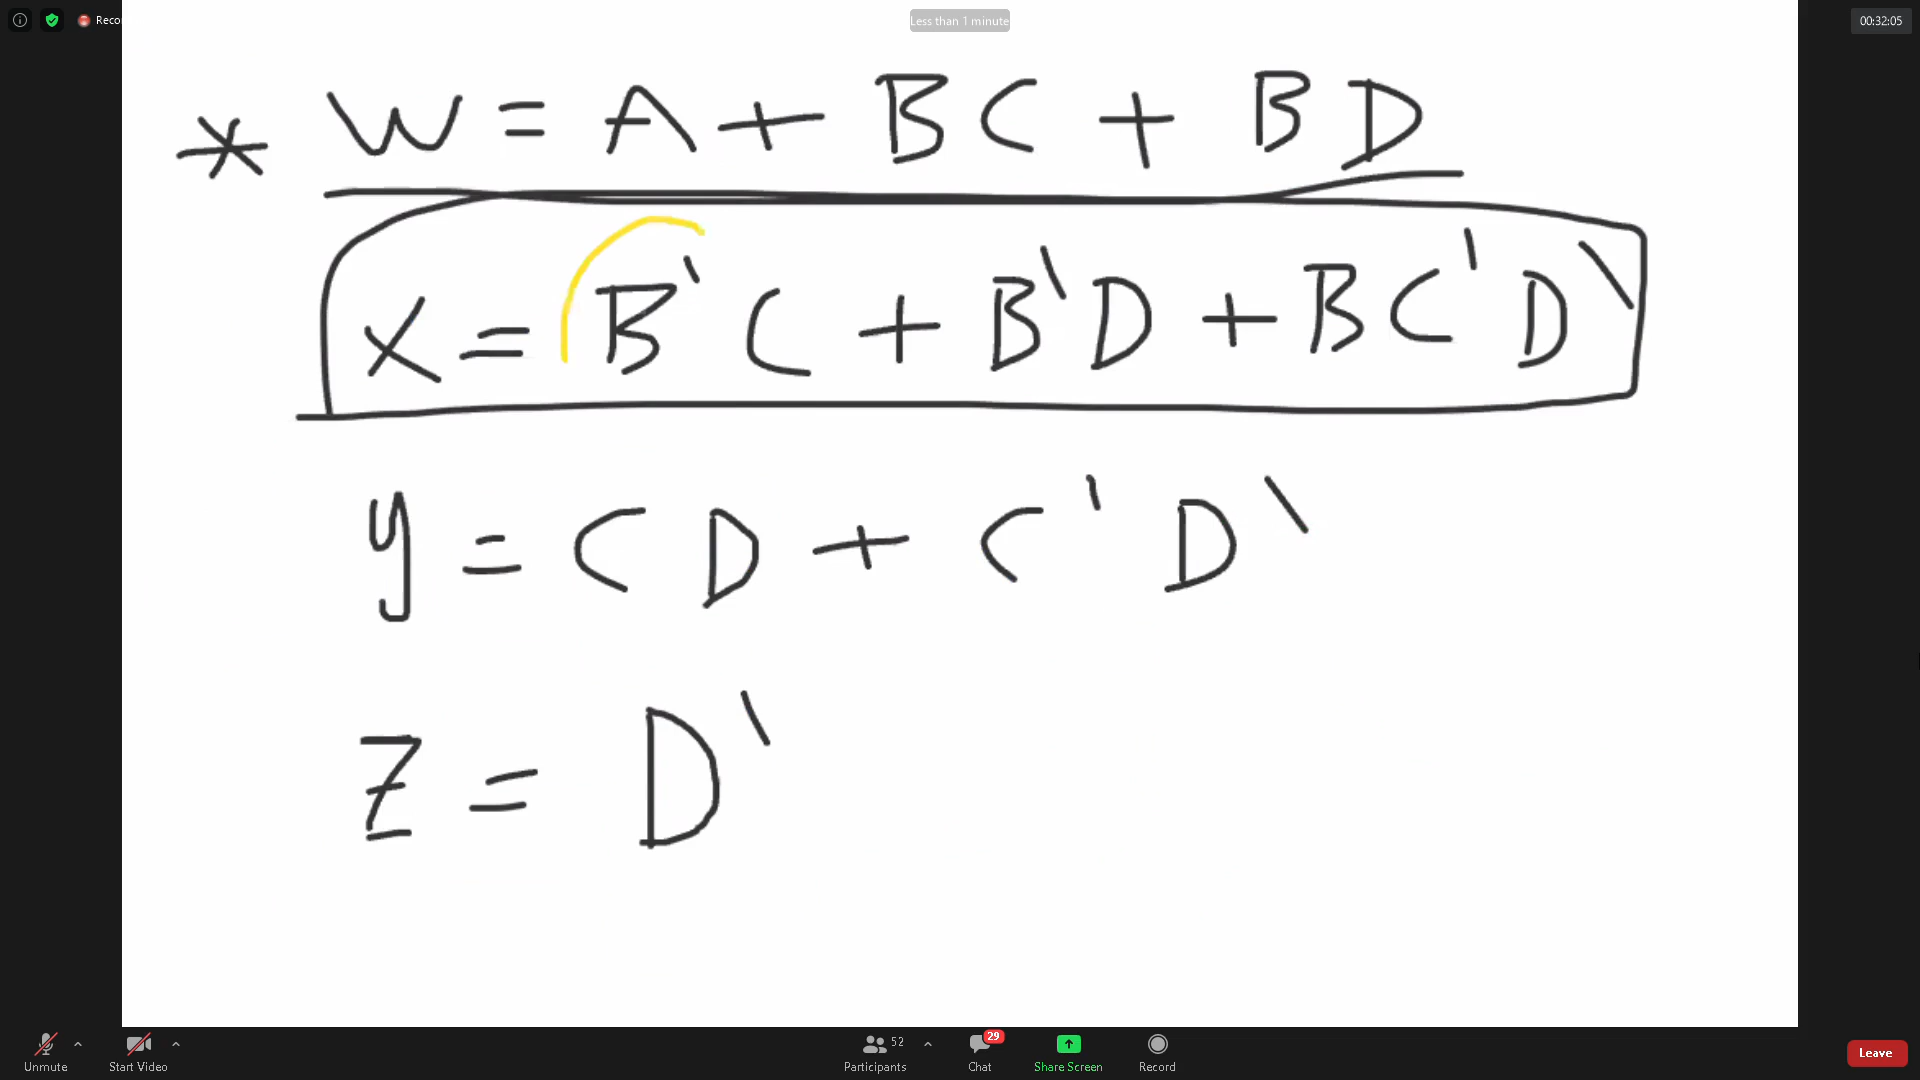 Reco
Less than 1 minute
00:32:05
* W = A + BC + BD
X = B'C + B'D + BC'D'
y = CD + C'D'
Z = D'
Unmute
Start Video
52
Participants
29
Chat
Share Screen
Record
Leave